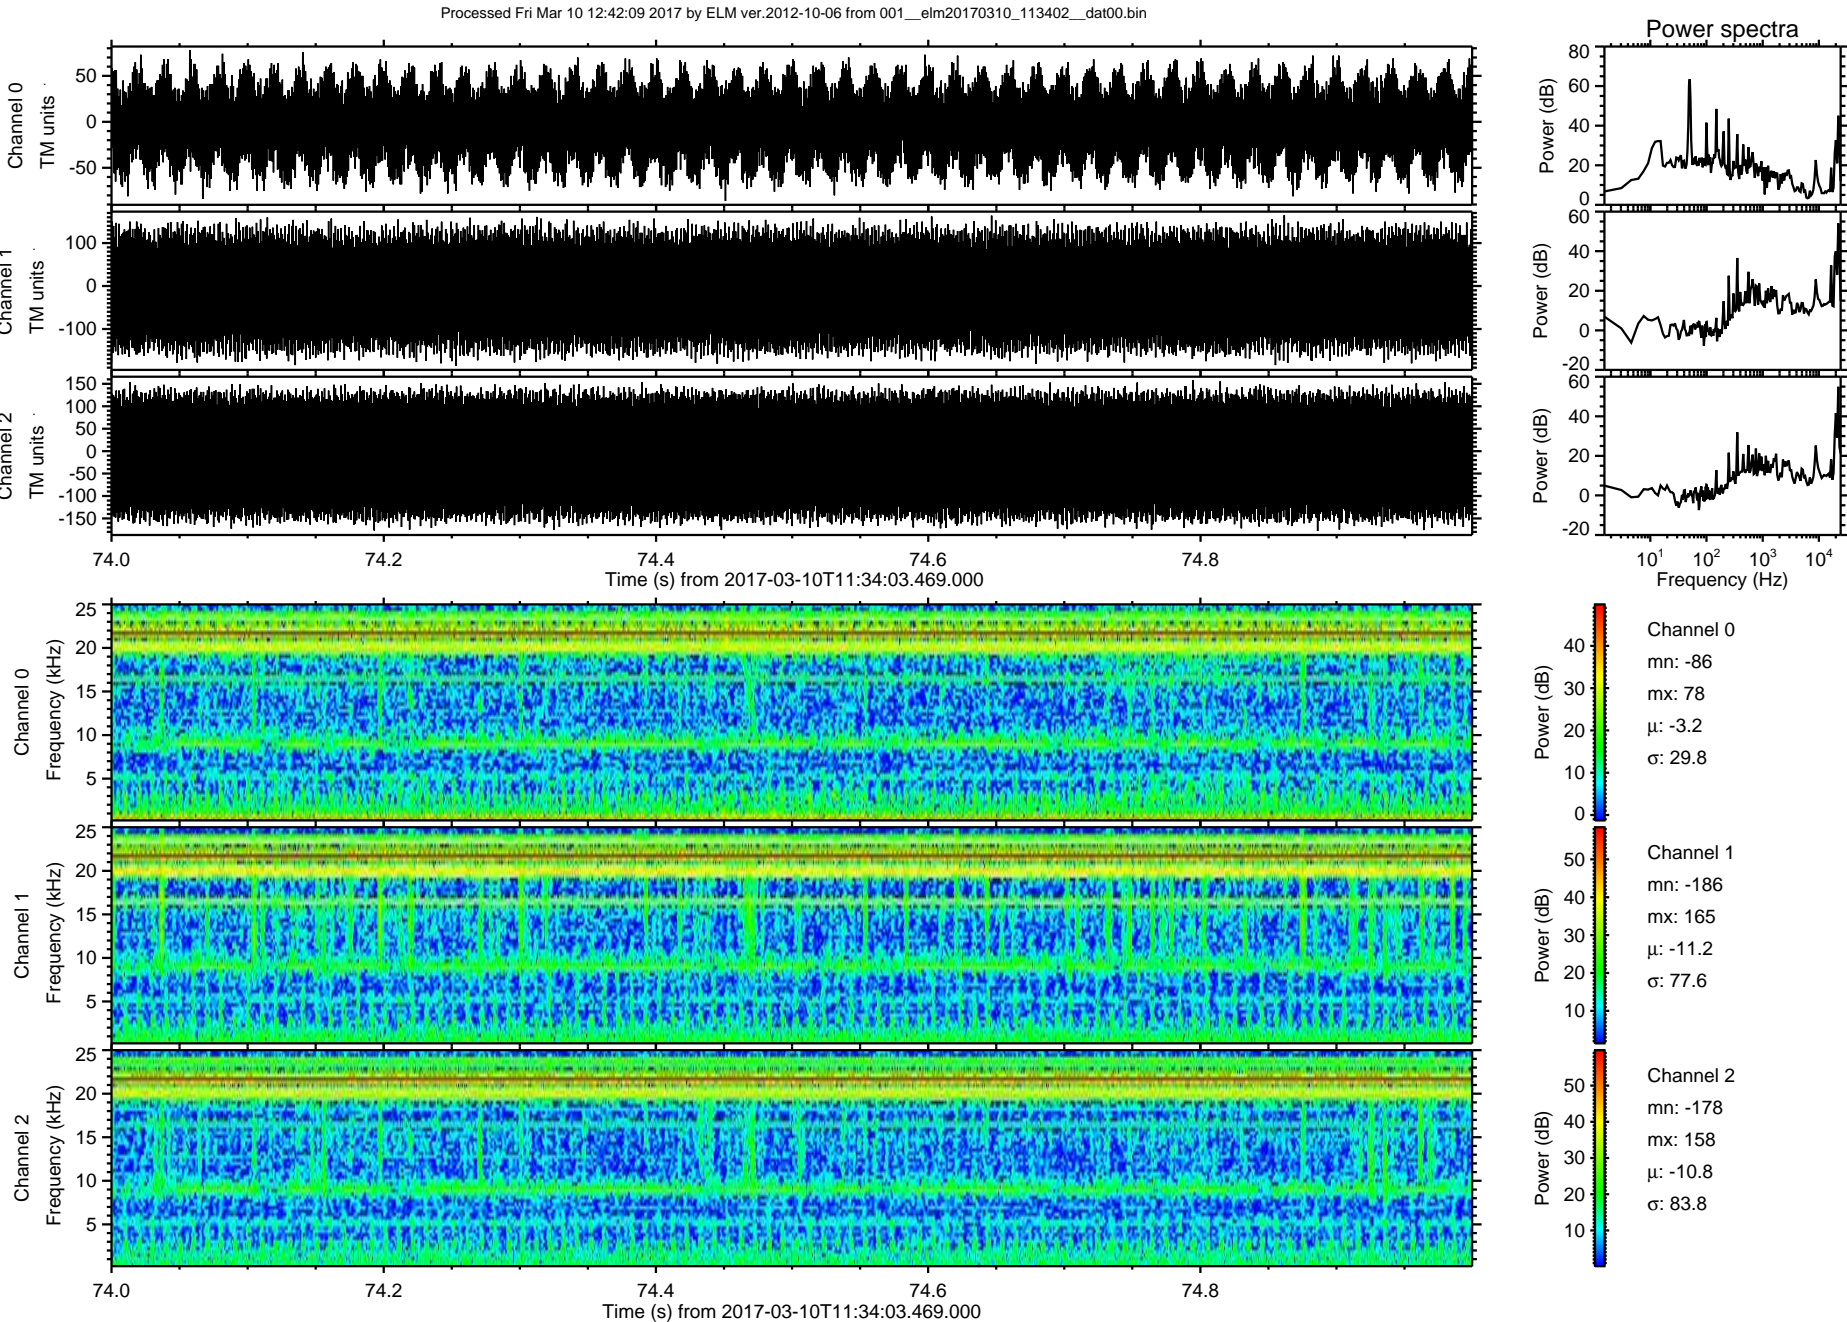 Processed Fri Mar 10 12:42:09 2017 by ELM ver.2012-10-06 from 001__elm20170310_113402__dat00.bin
Power spectra
Channel 0
TM units
50
0
-50
Power (dB)
80
60
40
20
0
Channel 1
TM units
100
0
-100
Power (dB)
60
40
20
0
-20
Channel 2
TM units
150
100
50
0
-50
-100
-150
Power (dB)
60
40
20
0
-20
74.0 74.2 74.4 74.6 74.8
Time (s) from 2017-03-10T11:34:03.469.000
10¹ 10² 10³ 10⁴
Frequency (Hz)
Channel 0
Frequency (kHz)
25
20
15
10
5
Power (dB)
40
30
20
10
0
Channel 0
mn: -86
mx: 78
μ: -3.2
σ: 29.8
Channel 1
Frequency (kHz)
25
20
15
10
5
Power (dB)
50
40
30
20
10
Channel 1
mn: -186
mx: 165
μ: -11.2
σ: 77.6
Channel 2
Frequency (kHz)
25
20
15
10
5
Power (dB)
50
40
30
20
10
Channel 2
mn: -178
mx: 158
μ: -10.8
σ: 83.8
74.0 74.2 74.4 74.6 74.8
Time (s) from 2017-03-10T11:34:03.469.000